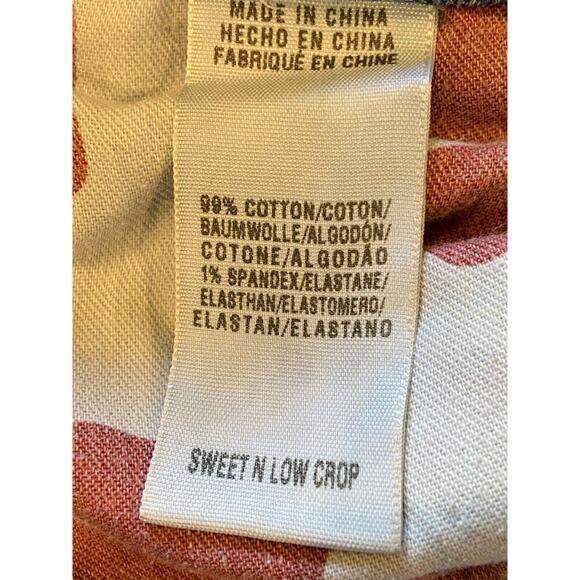 MADE IN CHINA
HECHO EN CHINA
FABRIQUÉ EN CHINE
99% COTTON/COTON/
BAUMWOLLE/ALGODÓN/
COTONE/ALGODÃO
1% SPANDEX/ELASTANE/
ELASTHAN/ELASTOMERO/
ELASTAN/ELASTANO
SWEET N LOW CROP